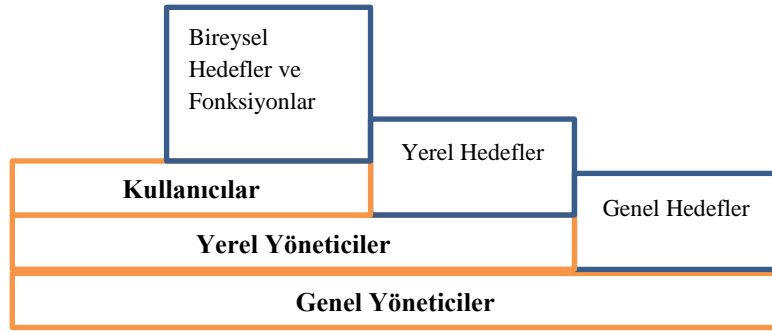 Bireysel
Hedefler ve
Fonksiyonlar
Yerel Hedefler
Kullanıcılar
Genel Hedefler
Yerel Yöneticiler
Genel Yöneticiler